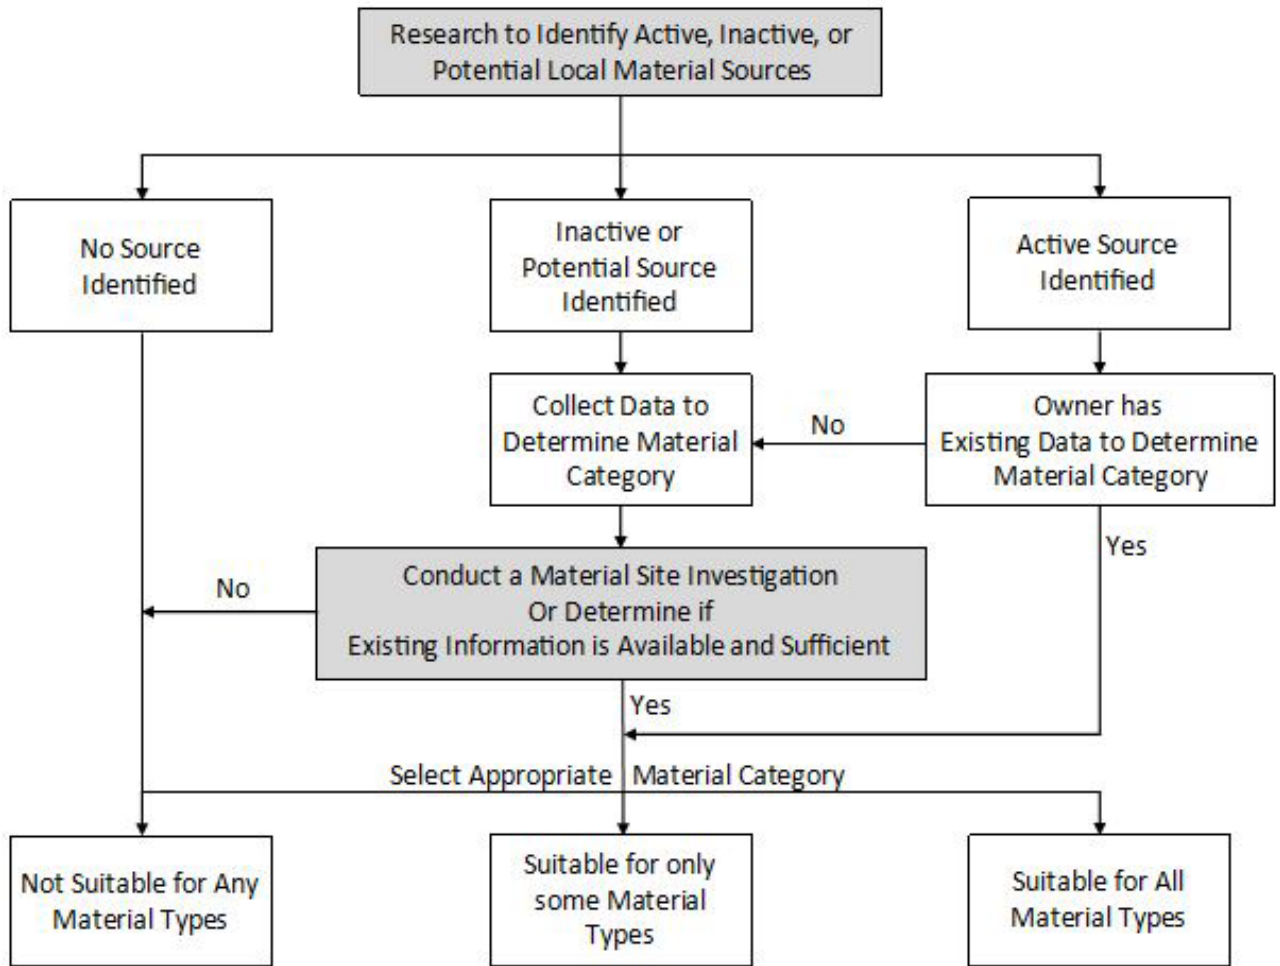 Research to Identify Active, Inactive, or
Potential Local Material Sources
No Source
Identified
Inactive or
Potential Source
Identified
Active Source
Identified
Collect Data to
Determine Material
Category
No
Owner has
Existing Data to Determine
Material Category
Yes
No
Conduct a Material Site Investigation
Or Determine if
Existing Information is Available and Sufficient
Yes
Select Appropriate Material Category
Not Suitable for Any
Material Types
Suitable for only
some Material
Types
Suitable for All
Material Types